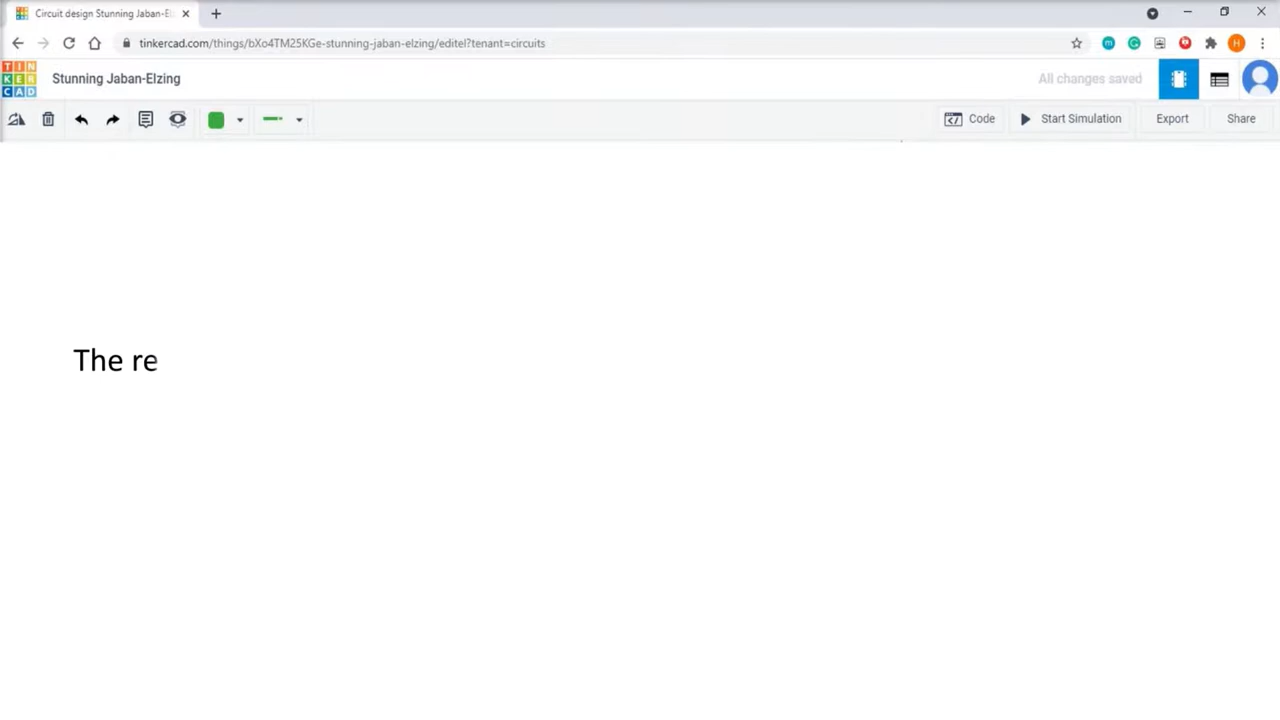 Circuit design Stunning Jaban-El
tinkercad.com/things/bXo4TM25KGe-stunning-jaban-elzing/editel?tenant=circuits
m
G
H
TIN
KER
CAD
Stunning Jaban-Elzing
All changes saved
Code
Start Simulation
Export
Share
The re